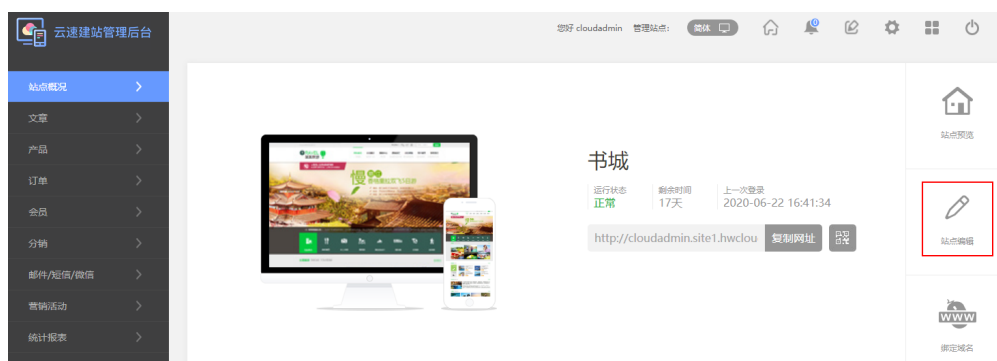 云速建站管理后台
您好 cloudadmin 管理站点: 简体
站点概况
文章
产品
订单
会员
分销
邮件/短信/微信
营销活动
统计报表
慢
书城
运行状态 剩余时间 上一次登录
正常 17天 2020-06-22 16:41:34
http://cloudadmin.site1.hwclou 复制网址
站点预览
站点编辑
WWW
绑定域名